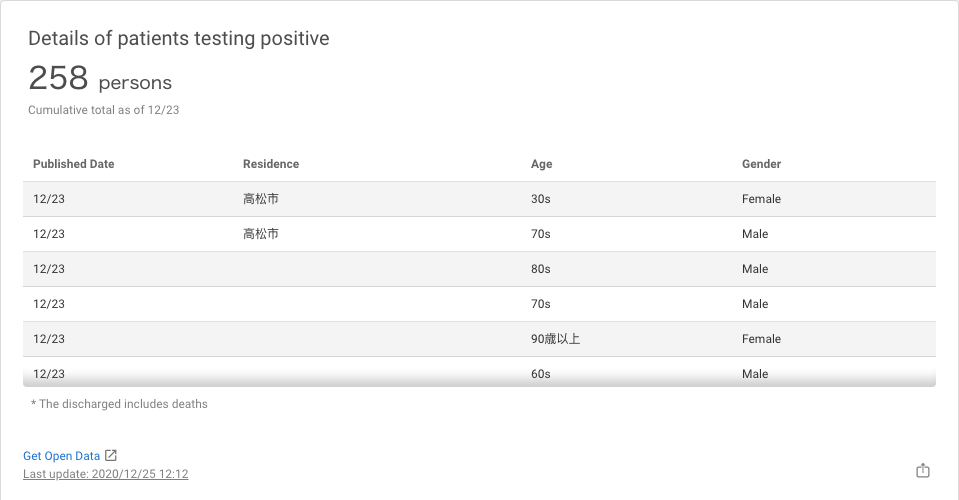 Details of patients testing positive
258 persons
Cumulative total as of 12/23
Published Date Residence Age Gender
12/23 高松市 30s Female
12/23 高松市 70s Male
12/23 80s Male
12/23 70s Male
12/23 90歳以上 Female
12/23 60s Male
* The discharged includes deaths
Get Open Data
Last update: 2020/12/25 12:12